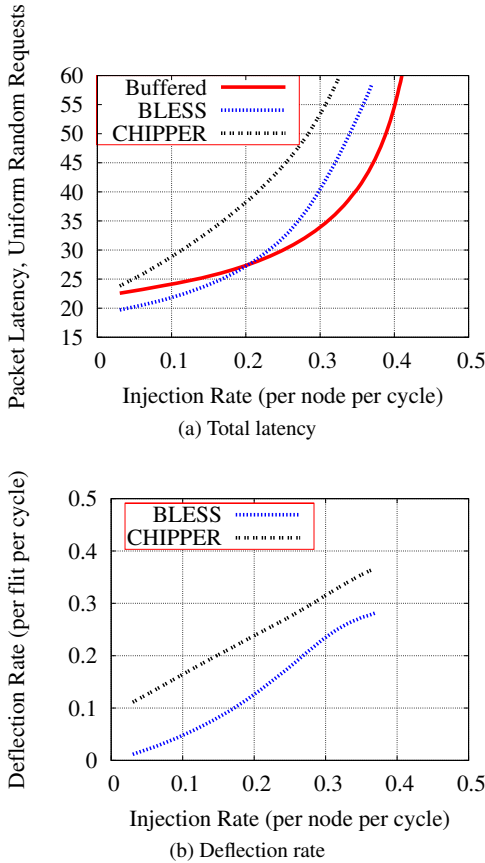 Packet Latency, Uniform Random Requests
60
55
50
45
40
35
30
25
20
15
Buffered
BLESS
CHIPPER
0 0.1 0.2 0.3 0.4 0.5
Injection Rate (per node per cycle)
(a) Total latency
Deflection Rate (per flit per cycle)
0.5
0.4
0.3
0.2
0.1
0
BLESS
CHIPPER
0 0.1 0.2 0.3 0.4 0.5
Injection Rate (per node per cycle)
(b) Deflection rate